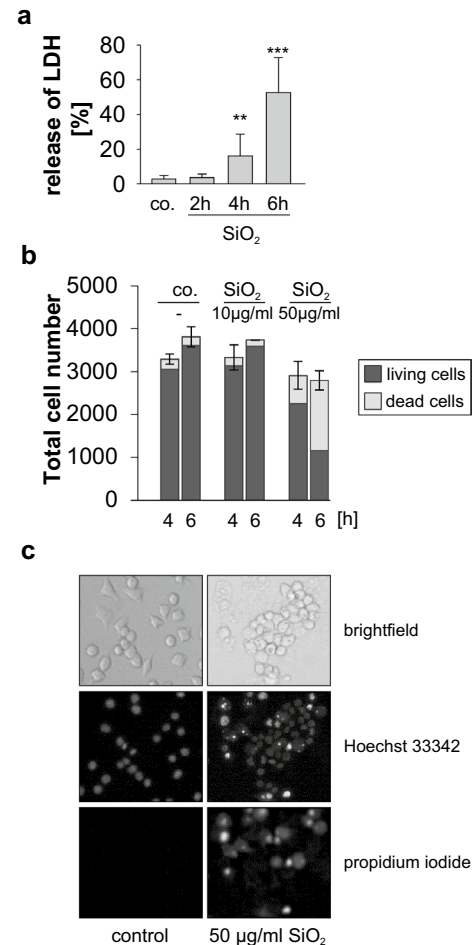 a
release of LDH
[%]
80
60
40
20
0
**
***
co. 2h 4h 6h
SiO₂
b
Total cell number
5000
4000
3000
2000
1000
0
co. SiO₂ SiO₂
- 10µg/ml 50µg/ml
living cells
dead cells
4 6 4 6 4 6 [h]
c
brightfield
Hoechst 33342
propidium iodide
control 50 µg/ml SiO₂